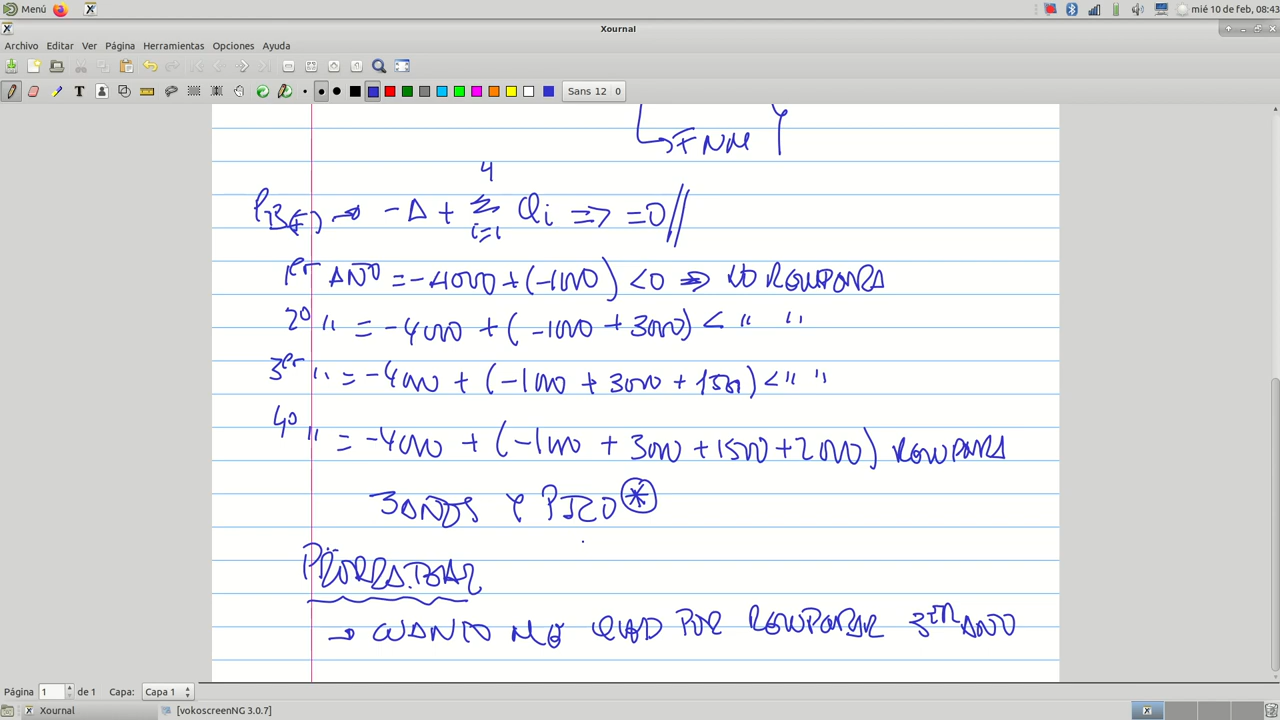 Menú mié 10 de feb, 08:43
Xournal
Archivo Editar Ver Página Herramientas Opciones Ayuda
Sans 12 0
FNM Y
PB(F) → -A + 4 Σ i=1 Qi => =0//
1er AÑO = -4000 + (-1000) <0 => NO RECUPERA
2º " = -4000 + (-1000 + 3000) < " "
3er " = -4000 + (-1000 + 3000 + 1500) < " "
4º " = -4000 + (-1000 + 3000 + 1500 + 2000) RECUPERA
3 AÑOS Y PICO *
PRORRATEAR
→ CUANTO ME QUEDA POR RECUPERAR 3ER AÑO
Página 1 de 1 Capa: Capa 1
Xournal [vokoscreenNG 3.0.7]